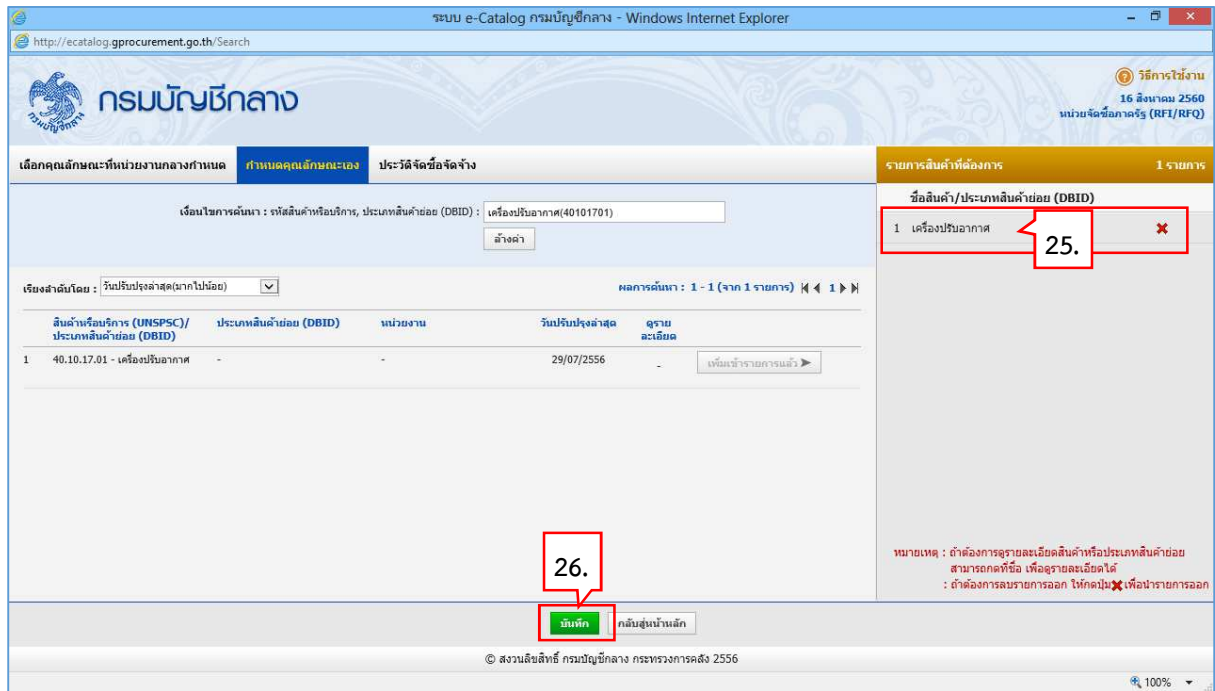 ระบบ e-Catalog กรมบัญชีกลาง - Windows Internet Explorer
http://ecatalog.gprocurement.go.th/Search
กรมบัญชีกลาง
กรมบัญชีกลาง
วิธีการใช้งาน
16 สิงหาคม 2560
หน่วยจัดซื้อภาครัฐ (RFI/RFQ)
เลือกคุณลักษณะที่หน่วยงานกลางกำหนด กำหนดคุณลักษณะเอง ประวัติจัดซื้อจัดจ้าง
รายการสินค้าที่ต้องการ 1 รายการ
ชื่อสินค้า/ประเภทสินค้าย่อย (DBID)
1 เครื่องปรับอากาศ
25.
เงื่อนไขการค้นหา : รหัสสินค้าหรือบริการ, ประเภทสินค้าย่อย (DBID) : เครื่องปรับอากาศ(40101701)
ล้างค่า
เรียงลำดับโดย : วันปรับปรุงล่าสุด(มากไปน้อย)
ผลการค้นหา : 1 - 1 (จาก 1 รายการ) 1
สินค้าหรือบริการ (UNSPSC)/ ประเภทสินค้าย่อย (DBID) หน่วยงาน วันปรับปรุงล่าสุด ดูราย
ประเภทสินค้าย่อย (DBID) ละเอียด
1 40.10.17.01 - เครื่องปรับอากาศ - - 29/07/2556 - เพิ่มเข้ารายการแล้ว
หมายเหตุ : ถ้าต้องการดูรายละเอียดสินค้าหรือประเภทสินค้าย่อย
สามารถกดที่ชื่อ เพื่อดูรายละเอียดได้
: ถ้าต้องการลบรายการออก ให้กดปุ่ม เพื่อนำรายการออก
26.
บันทึก กลับสู่หน้าหลัก
© สงวนลิขสิทธิ์ กรมบัญชีกลาง กระทรวงการคลัง 2556
100%